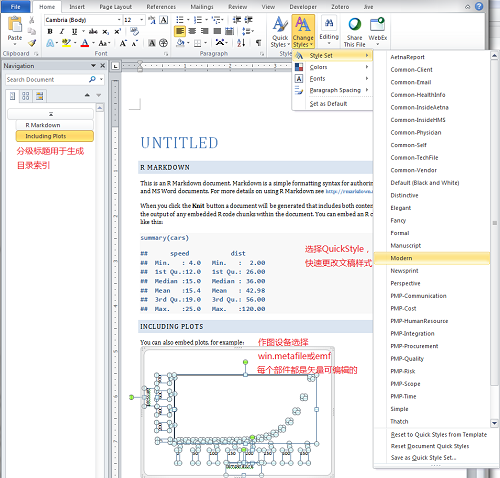 File Home Insert Page Layout References Mailings Review View Developer Zotero Jive
Paste
Clipboard
Cambria (Body) 12
Font
Paragraph
Quick Styles
Change Styles
Editing
Share This File
WebEx
Style Set
Colors
Fonts
Paragraph Spacing
Set as Default
AetnaReport
Common-Client
Common-Email
Common-HealthInfo
Common-InsideAetna
Common-InsideHMS
Common-Physician
Common-Self
Common-TechFile
Common-Vendor
Default (Black and White)
Distinctive
Elegant
Fancy
Formal
Manuscript
Modern
Newsprint
Perspective
PMP-Communication
PMP-Cost
PMP-HumanResource
PMP-Integration
PMP-Procurement
PMP-Quality
PMP-Risk
PMP-Scope
PMP-Time
Simple
Thatch
Reset to Quick Styles from Template
Reset Document Quick Styles
Save as Quick Style Set...
Navigation
Search Document
R Markdown
Including Plots
分级标题用于生成
目录索引
UNTITLED
R MARKDOWN
This is an R Markdown document. Markdown is a simple formatting syntax for authorin
and MS Word documents. For more details on using R Markdown see
When you click the Knit button a document will be generated that includes both conten
the output of any embedded R code chunks within the document. You can embed an R c
like this:
summary(cars)
## speed dist
## Min. : 4.0 Min. : 2.00
## 1st Qu.:12.0 1st Qu.: 26.00
## Median :15.0 Median : 36.00
## Mean :15.4 Mean : 42.98
## 3rd Qu.:19.0 3rd Qu.: 56.00
## Max. :25.0 Max. :120.00
选择QuickStyle，
快速更改文稿样式
INCLUDING PLOTS
You can also embed plots, for example:
作图设备选择
win.metafile或emf
每个部件都是矢量可编辑的